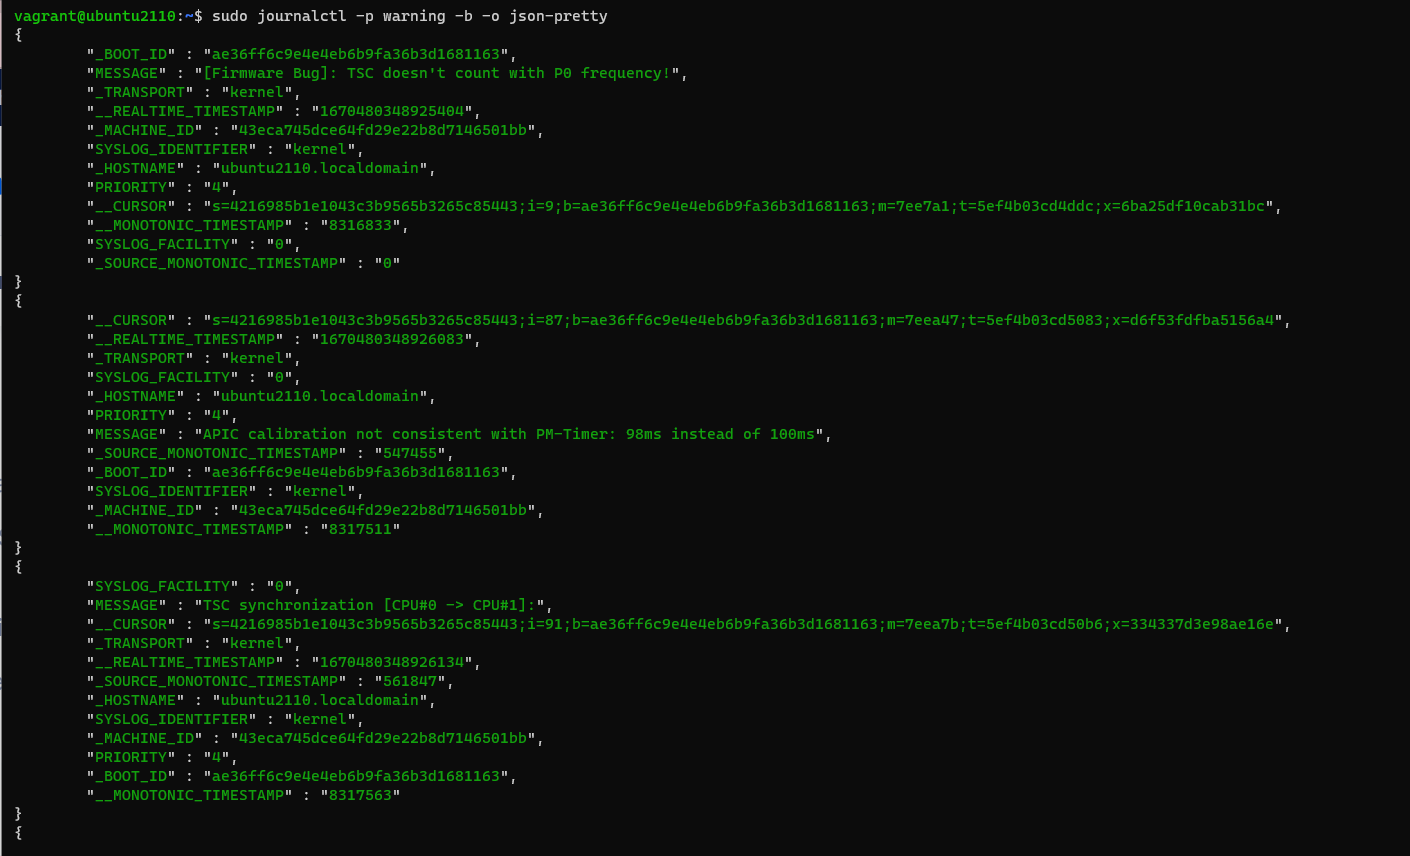 vagrant@ubuntu2110:~$ sudo journalctl -p warning -b -o json-pretty
{
        "_BOOT_ID" : "ae36ff6c9e4e4eb6b9fa36b3d1681163",
        "MESSAGE" : "[Firmware Bug]: TSC doesn't count with P0 frequency!",
        "_TRANSPORT" : "kernel",
        "__REALTIME_TIMESTAMP" : "1670480348925404",
        "_MACHINE_ID" : "43eca745dce64fd29e22b8d7146501bb",
        "SYSLOG_IDENTIFIER" : "kernel",
        "_HOSTNAME" : "ubuntu2110.localdomain",
        "PRIORITY" : "4",
        "__CURSOR" : "s=4216985b1e1043c3b9565b3265c85443;i=9;b=ae36ff6c9e4e4eb6b9fa36b3d1681163;m=7ee7a1;t=5ef4b03cd4ddc;x=6ba25df10cab31bc",
        "__MONOTONIC_TIMESTAMP" : "8316833",
        "SYSLOG_FACILITY" : "0",
        "_SOURCE_MONOTONIC_TIMESTAMP" : "0"
}
{
        "__CURSOR" : "s=4216985b1e1043c3b9565b3265c85443;i=87;b=ae36ff6c9e4e4eb6b9fa36b3d1681163;m=7eea47;t=5ef4b03cd5083;x=d6f53fdfba5156a4",
        "__REALTIME_TIMESTAMP" : "1670480348926083",
        "_TRANSPORT" : "kernel",
        "SYSLOG_FACILITY" : "0",
        "_HOSTNAME" : "ubuntu2110.localdomain",
        "PRIORITY" : "4",
        "MESSAGE" : "APIC calibration not consistent with PM-Timer: 98ms instead of 100ms",
        "_SOURCE_MONOTONIC_TIMESTAMP" : "547455",
        "_BOOT_ID" : "ae36ff6c9e4e4eb6b9fa36b3d1681163",
        "SYSLOG_IDENTIFIER" : "kernel",
        "_MACHINE_ID" : "43eca745dce64fd29e22b8d7146501bb",
        "__MONOTONIC_TIMESTAMP" : "8317511"
}
{
        "SYSLOG_FACILITY" : "0",
        "MESSAGE" : "TSC synchronization [CPU#0 -> CPU#1]:",
        "__CURSOR" : "s=4216985b1e1043c3b9565b3265c85443;i=91;b=ae36ff6c9e4e4eb6b9fa36b3d1681163;m=7eea7b;t=5ef4b03cd50b6;x=334337d3e98ae16e",
        "_TRANSPORT" : "kernel",
        "__REALTIME_TIMESTAMP" : "1670480348926134",
        "_SOURCE_MONOTONIC_TIMESTAMP" : "561847",
        "_HOSTNAME" : "ubuntu2110.localdomain",
        "SYSLOG_IDENTIFIER" : "kernel",
        "_MACHINE_ID" : "43eca745dce64fd29e22b8d7146501bb",
        "PRIORITY" : "4",
        "_BOOT_ID" : "ae36ff6c9e4e4eb6b9fa36b3d1681163",
        "__MONOTONIC_TIMESTAMP" : "8317563"
}
{